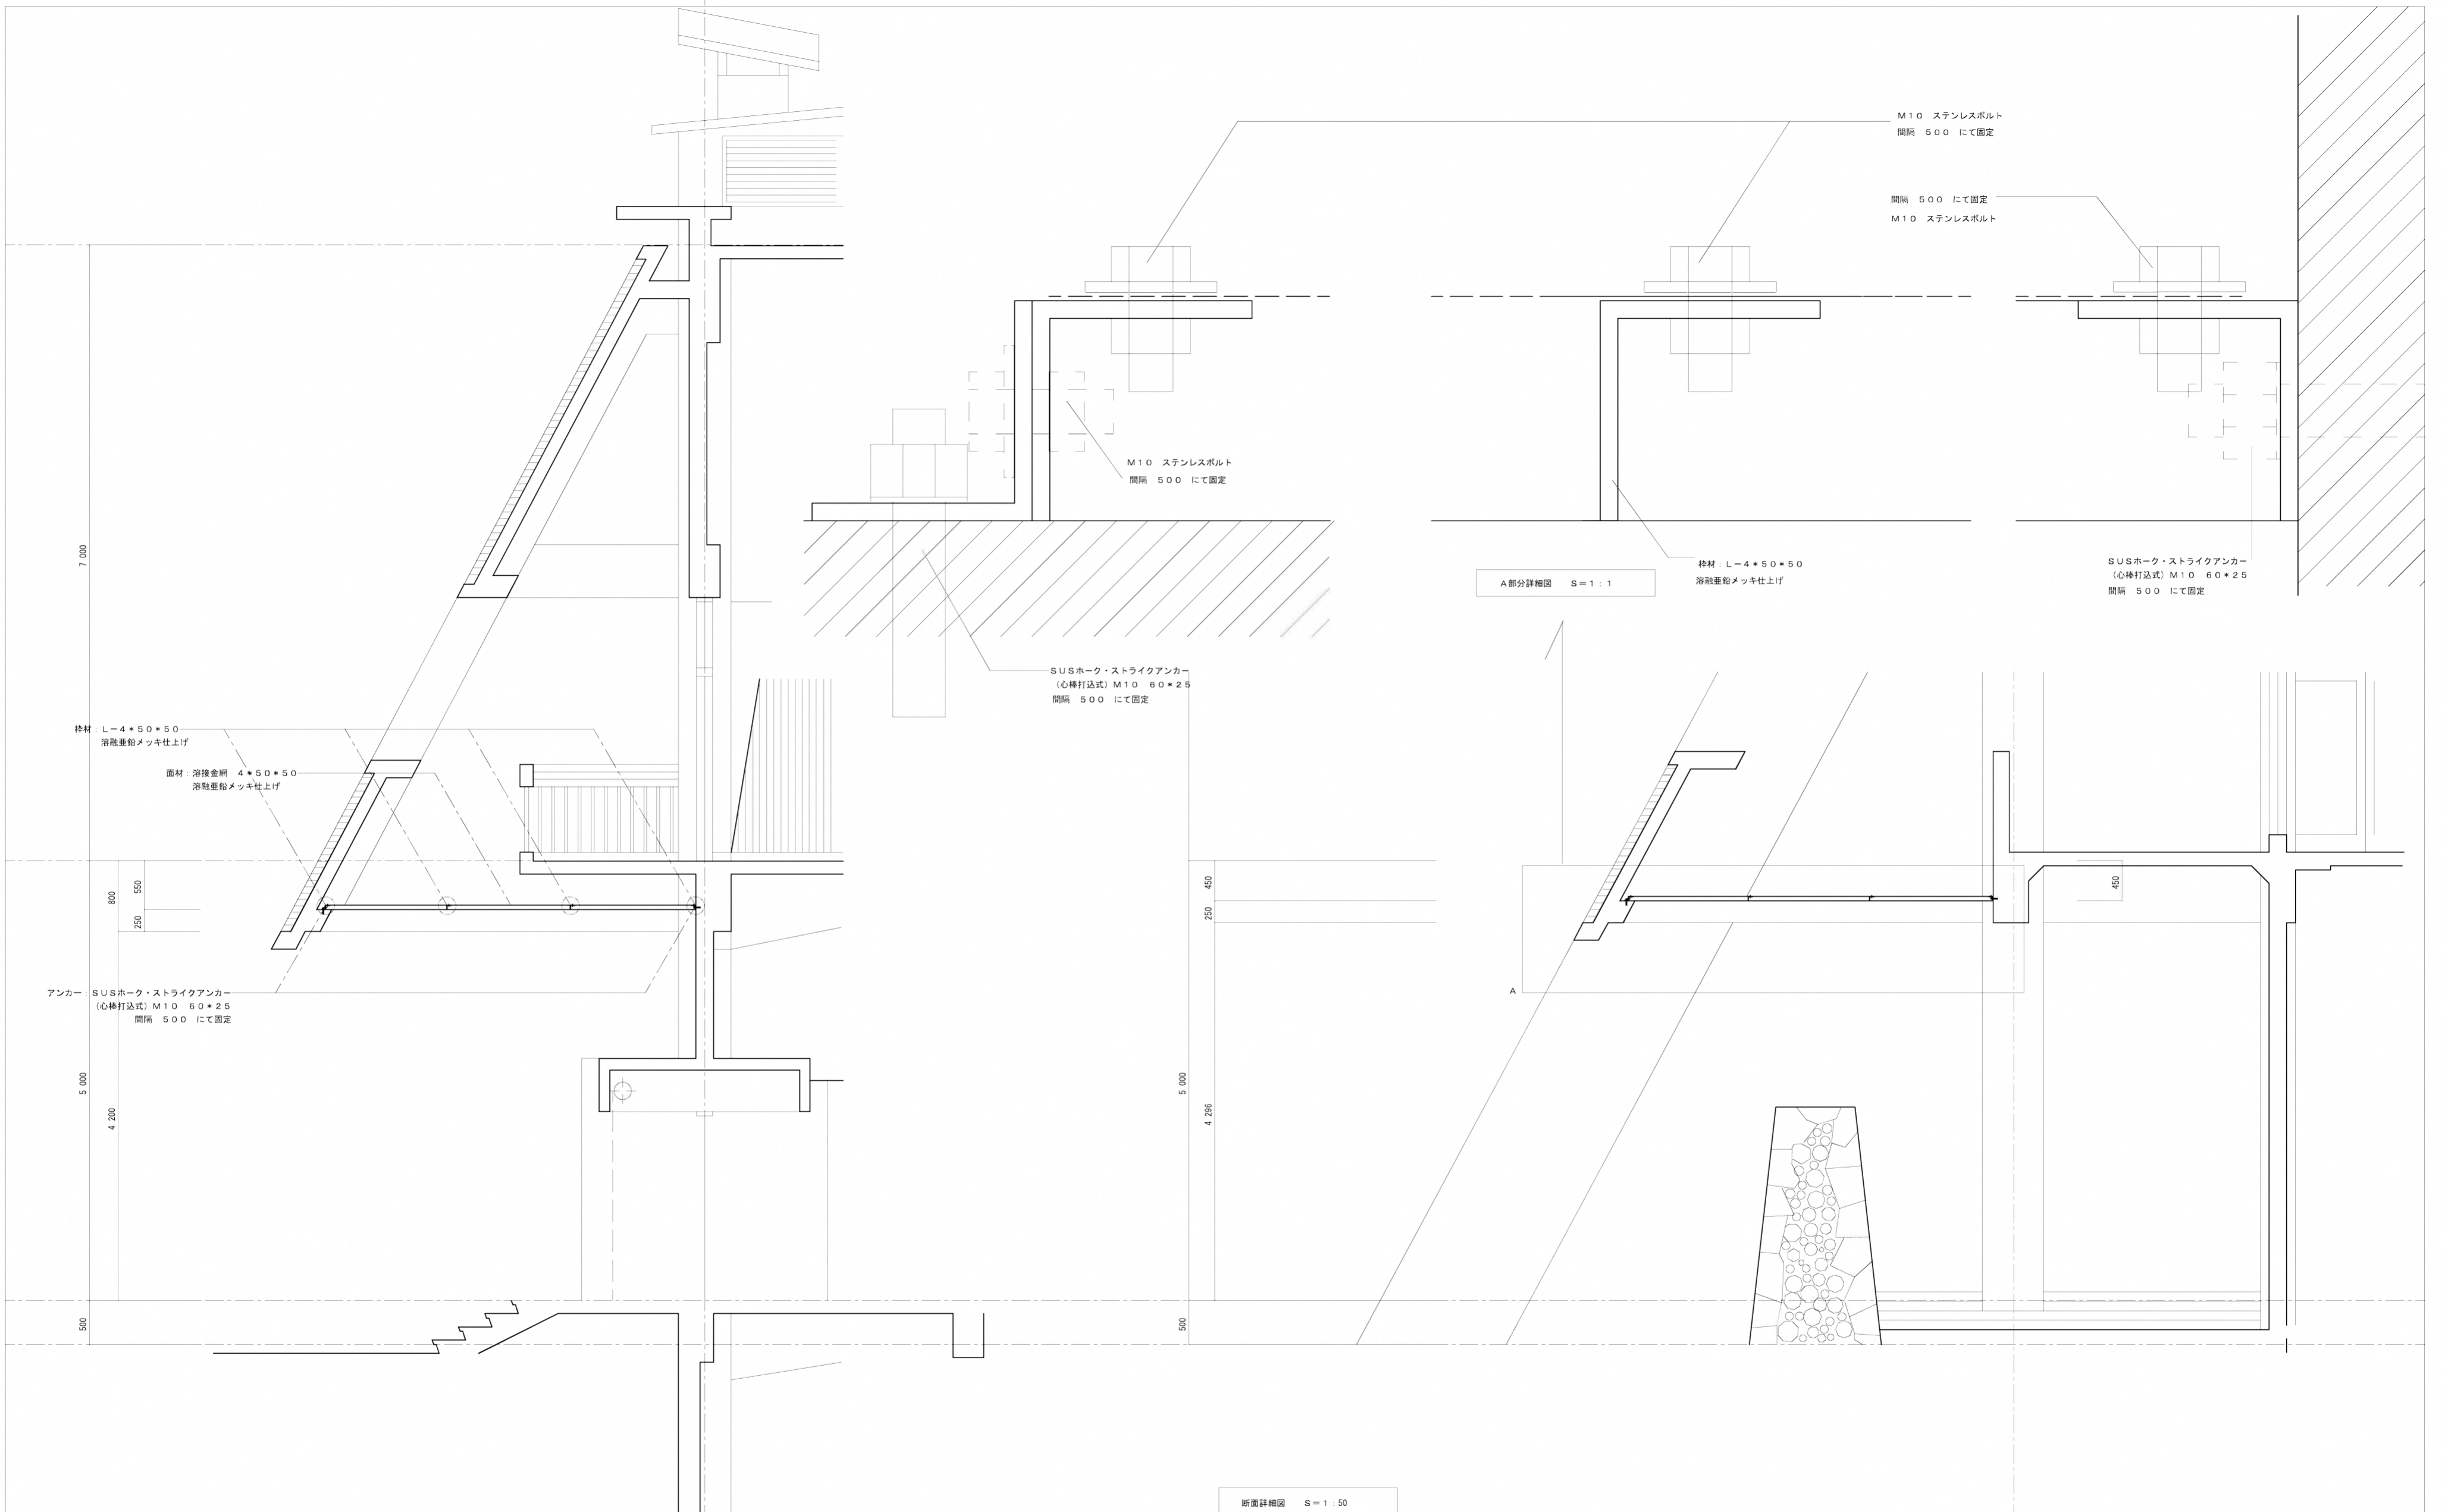 M10 ステンレスボルト
間隔 500 にて固定
間隔 500 にて固定
M10 ステンレスボルト
M10 ステンレスボルト
間隔 500 にて固定
7 000
枠材:L-4*50*50
溶融亜鉛メッキ仕上げ
A部分詳細図 S=1:1
SUSホーク・ストライクアンカー
(心棒打込式)M10 60*25
間隔 500 にて固定
SUSホーク・ストライクアンカー
(心棒打込式)M10 60*25
間隔 500 にて固定
枠材:L-4*50*50
溶融亜鉛メッキ仕上げ
面材:溶接金網 4*50*50
溶融亜鉛メッキ仕上げ
800
550
250
450
250
450
アンカー:SUSホーク・ストライクアンカー
(心棒打込式)M10 60*25
間隔 500 にて固定
A
5 000
4 200
5 000
4 296
500
500
断面詳細図 S=1:50